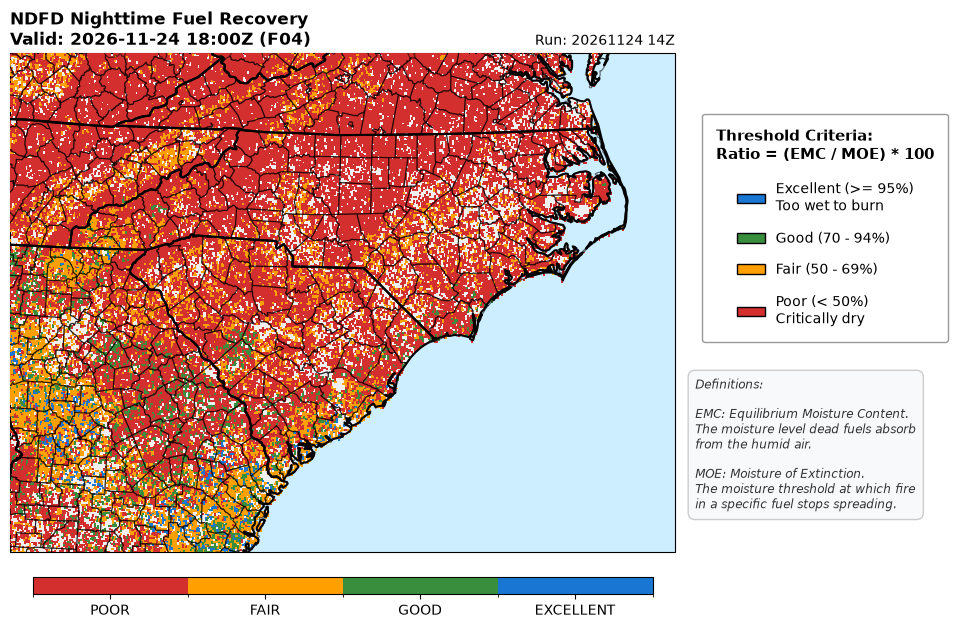 NDFD Nighttime Fuel Recovery
Valid: 2026-11-24 18:00Z (F04)
Run: 20261124 14Z
Threshold Criteria:
Ratio = (EMC / MOE) * 100
Excellent (>= 95%)
Too wet to burn
Good (70 - 94%)
Fair (50 - 69%)
Poor (< 50%)
Critically dry
Definitions:
EMC: Equilibrium Moisture Content.
The moisture level dead fuels absorb
from the humid air.
MOE: Moisture of Extinction.
The moisture threshold at which fire
in a specific fuel stops spreading.
POOR
FAIR
GOOD
EXCELLENT